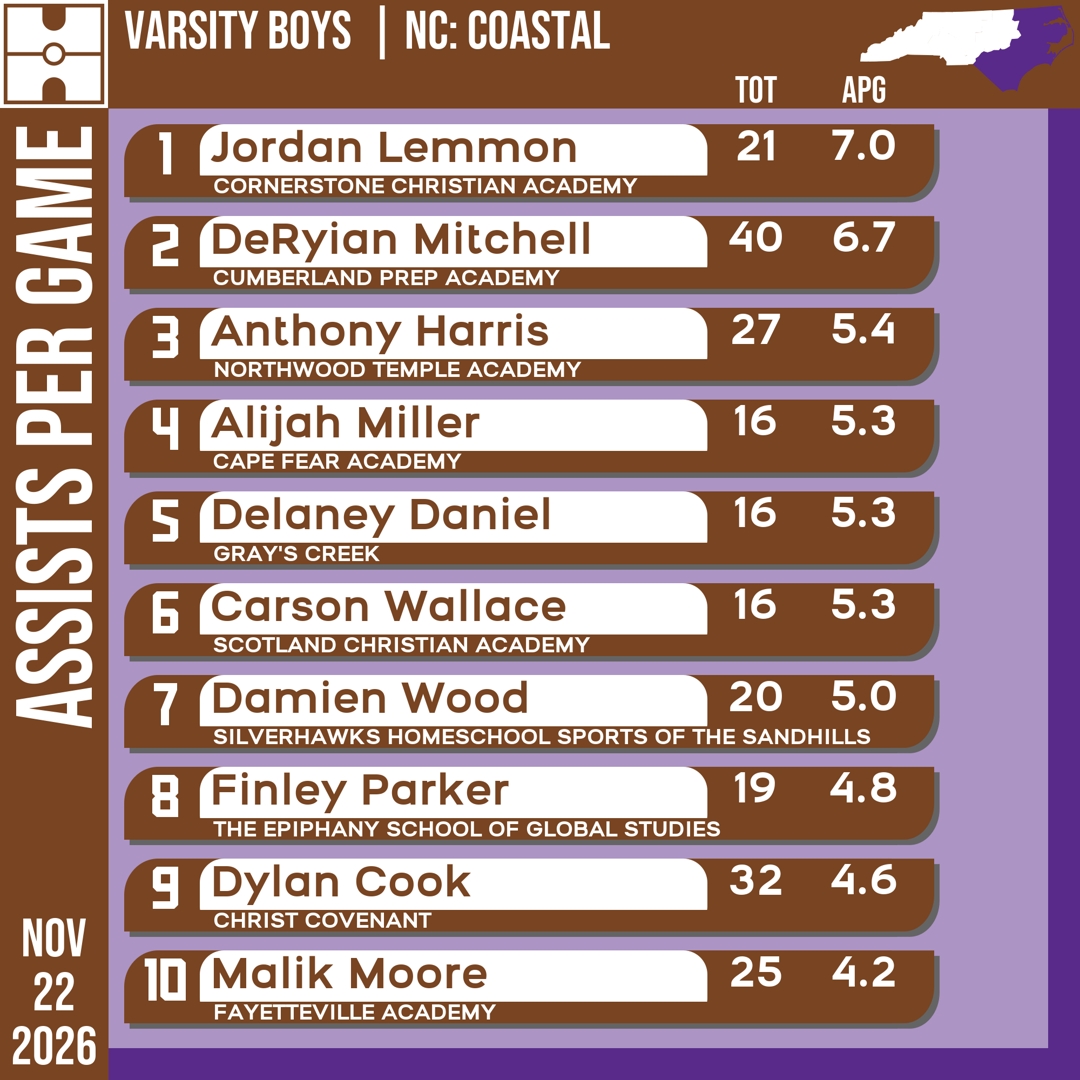 VARSITY BOYS | NC: COASTAL
TOT APG
ASSISTS PER GAME
1 Jordan Lemmon 21 7.0
CORNERSTONE CHRISTIAN ACADEMY
2 DeRyian Mitchell 40 6.7
CUMBERLAND PREP ACADEMY
3 Anthony Harris 27 5.4
NORTHWOOD TEMPLE ACADEMY
4 Alijah Miller 16 5.3
CAPE FEAR ACADEMY
5 Delaney Daniel 16 5.3
GRAY'S CREEK
6 Carson Wallace 16 5.3
SCOTLAND CHRISTIAN ACADEMY
7 Damien Wood 20 5.0
SILVERHAWKS HOMESCHOOL SPORTS OF THE SANDHILLS
8 Finley Parker 19 4.8
THE EPIPHANY SCHOOL OF GLOBAL STUDIES
9 Dylan Cook 32 4.6
CHRIST COVENANT
10 Malik Moore 25 4.2
FAYETTEVILLE ACADEMY
NOV
22
2026